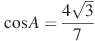 cosA = 4√3/7